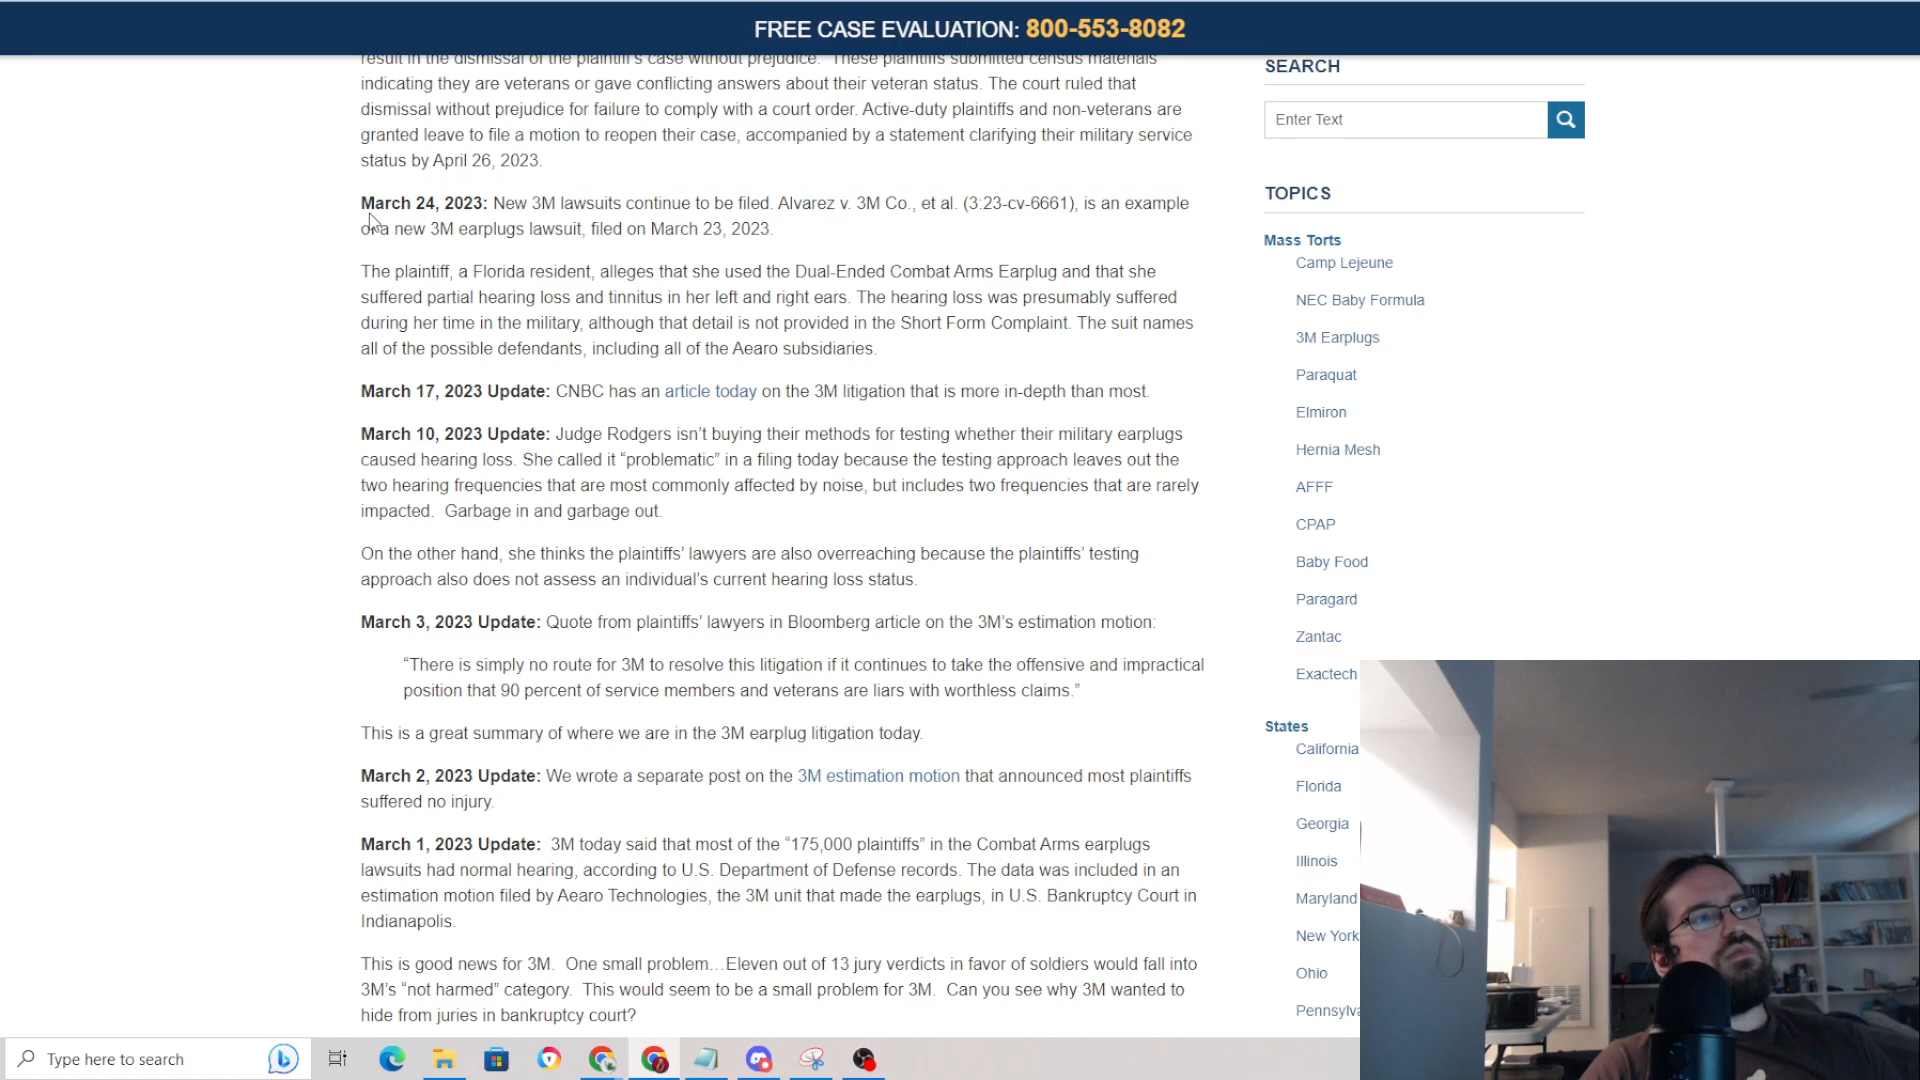 FREE CASE EVALUATION: 800-553-8082
result in the dismissal of the plaintiff's case without prejudice.  These plaintiffs submitted census materials
indicating they are veterans or gave conflicting answers about their veteran status. The court ruled that
dismissal without prejudice for failure to comply with a court order. Active-duty plaintiffs and non-veterans are
granted leave to file a motion to reopen their case, accompanied by a statement clarifying their military service
status by April 26, 2023.
March 24, 2023: New 3M lawsuits continue to be filed. Alvarez v. 3M Co., et al. (3:23-cv-6661), is an example
of a new 3M earplugs lawsuit, filed on March 23, 2023.
The plaintiff, a Florida resident, alleges that she used the Dual-Ended Combat Arms Earplug and that she
suffered partial hearing loss and tinnitus in her left and right ears. The hearing loss was presumably suffered
during her time in the military, although that detail is not provided in the Short Form Complaint. The suit names
all of the possible defendants, including all of the Aearo subsidiaries.
March 17, 2023 Update: CNBC has an article today on the 3M litigation that is more in-depth than most.
March 10, 2023 Update: Judge Rodgers isn’t buying their methods for testing whether their military earplugs
caused hearing loss. She called it “problematic” in a filing today because the testing approach leaves out the
two hearing frequencies that are most commonly affected by noise, but includes two frequencies that are rarely
impacted.  Garbage in and garbage out.
On the other hand, she thinks the plaintiffs’ lawyers are also overreaching because the plaintiffs’ testing
approach also does not assess an individual’s current hearing loss status.
March 3, 2023 Update: Quote from plaintiffs’ lawyers in Bloomberg article on the 3M’s estimation motion:
“There is simply no route for 3M to resolve this litigation if it continues to take the offensive and impractical
position that 90 percent of service members and veterans are liars with worthless claims.”
This is a great summary of where we are in the 3M earplug litigation today.
March 2, 2023 Update: We wrote a separate post on the 3M estimation motion that announced most plaintiffs
suffered no injury.
March 1, 2023 Update:  3M today said that most of the “175,000 plaintiffs” in the Combat Arms earplugs
lawsuits had normal hearing, according to U.S. Department of Defense records. The data was included in an
estimation motion filed by Aearo Technologies, the 3M unit that made the earplugs, in U.S. Bankruptcy Court in
Indianapolis.
This is good news for 3M.  One small problem…Eleven out of 13 jury verdicts in favor of soldiers would fall into
3M’s “not harmed” category.  This would seem to be a small problem for 3M.  Can you see why 3M wanted to
hide from juries in bankruptcy court?
SEARCH
Enter Text
TOPICS
Mass Torts
Camp Lejeune
NEC Baby Formula
3M Earplugs
Paraquat
Elmiron
Hernia Mesh
AFFF
CPAP
Baby Food
Paragard
Zantac
Exactech
States
California
Florida
Georgia
Illinois
Maryland
New York
Ohio
Pennsylva
Type here to search